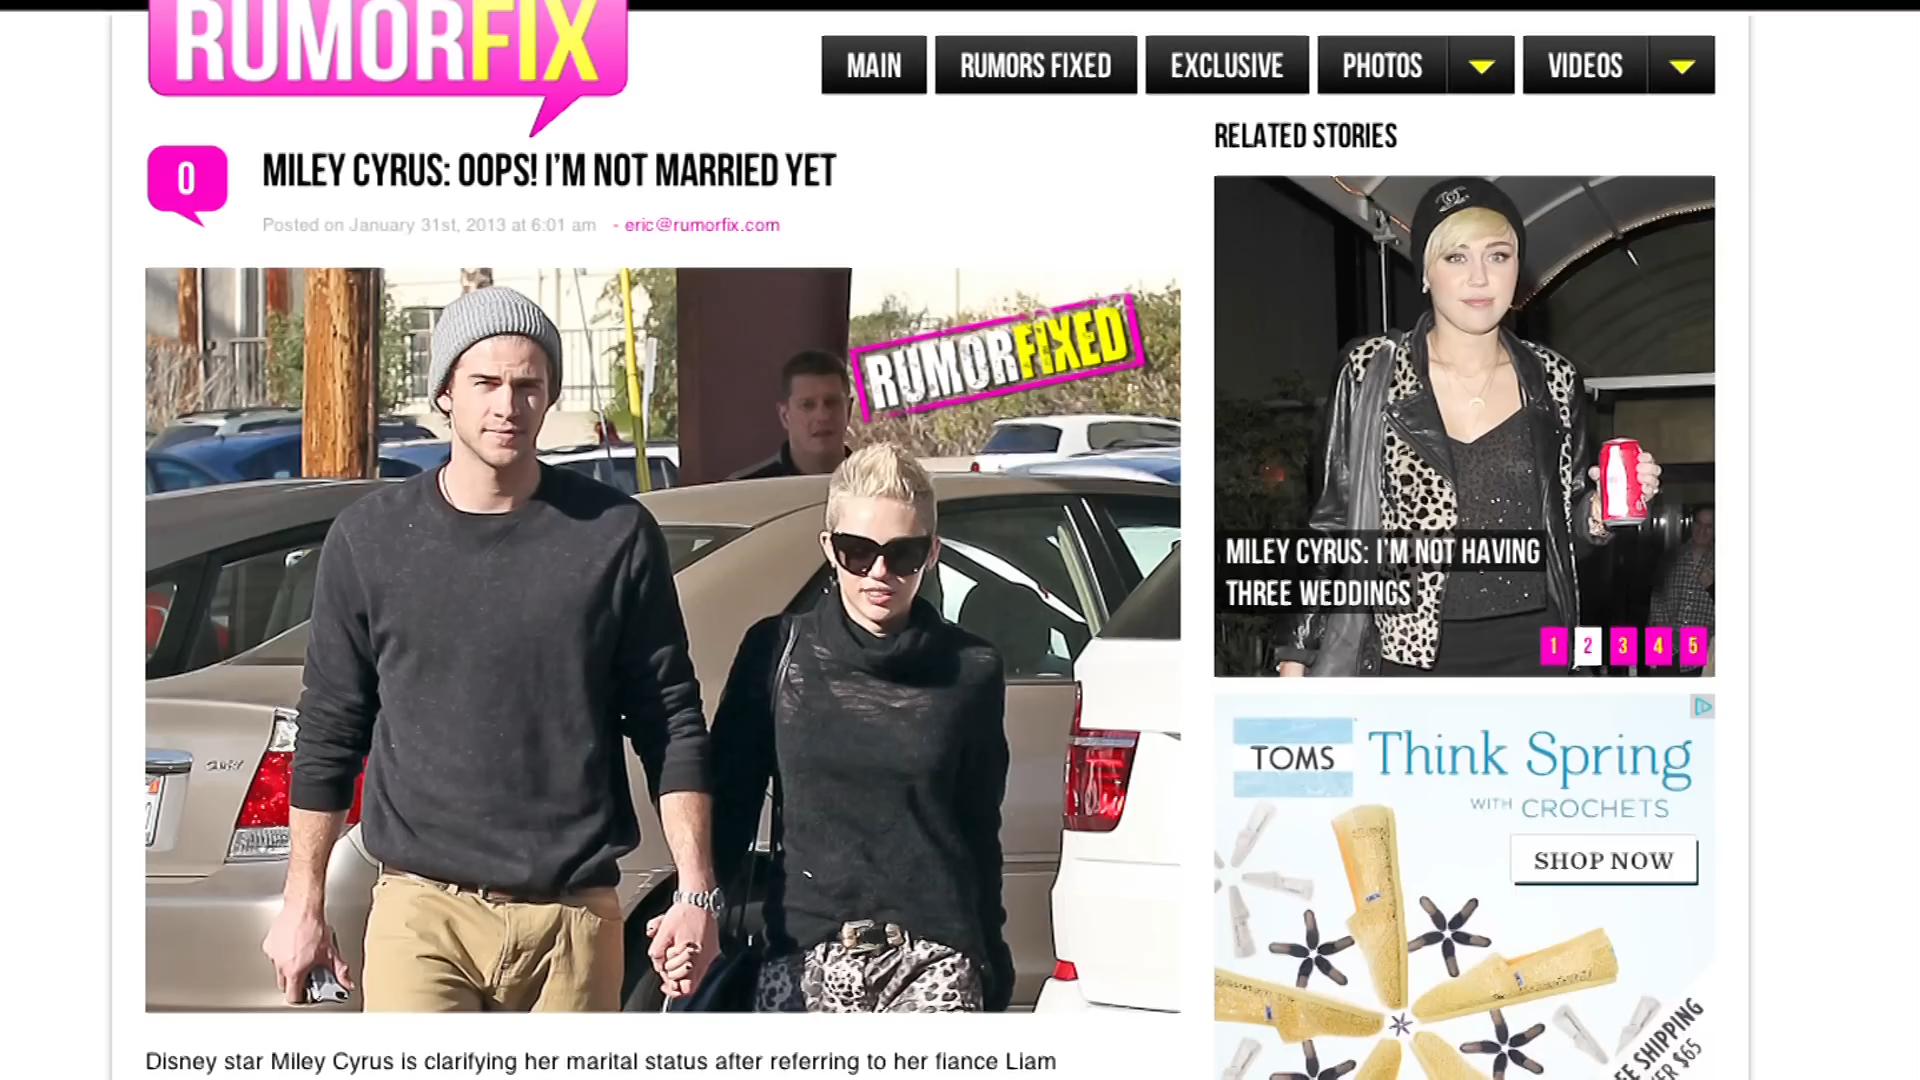 RUMORFIX
MAIN
RUMORS FIXED
EXCLUSIVE
PHOTOS
VIDEOS
0
MILEY CYRUS: OOPS! I'M NOT MARRIED YET
Posted on January 31st, 2013 at 6:01 am - eric@rumorfix.com
RUMORFIXED
Disney star Miley Cyrus is clarifying her marital status after referring to her fiance Liam
RELATED STORIES
MILEY CYRUS: I'M NOT HAVING
THREE WEDDINGS
1 2 3 4 5
TOMS
Think Spring
WITH CROCHETS
SHOP NOW
SHIPPING
$65